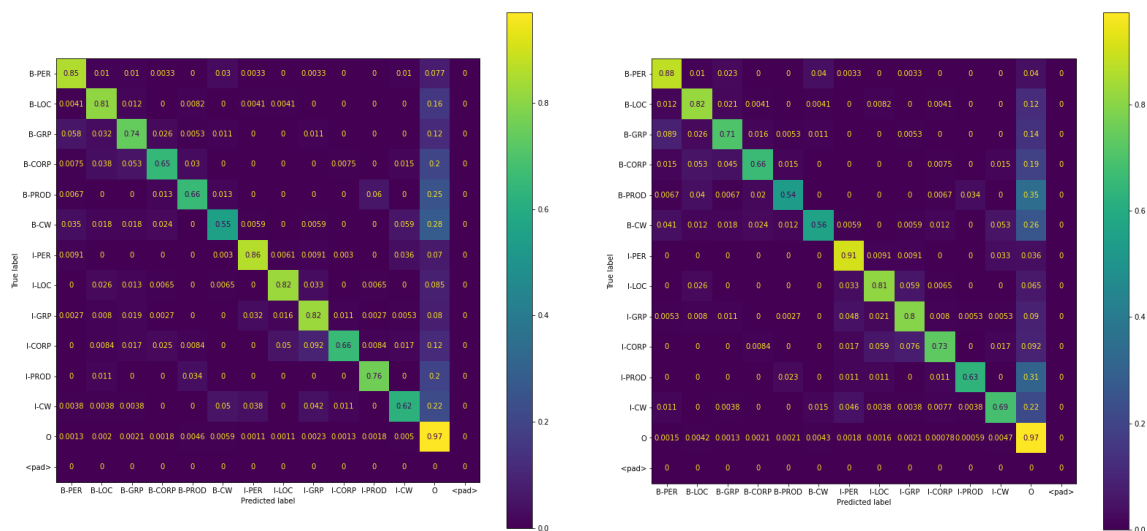 B-PER 0.85 0.01 0.01 0.0033 0 0.03 0.0033 0 0.0033 0 0 0.01 0.077 0
B-LOC 0.0041 0.81 0.012 0 0.0082 0 0.0041 0.0041 0 0 0 0 0.16 0
B-GRP 0.058 0.032 0.74 0.026 0.0053 0.011 0 0 0.011 0 0 0 0.12 0
B-CORP 0.0075 0.038 0.053 0.65 0.03 0 0 0 0 0.0075 0 0.015 0.2 0
B-PROD 0.0067 0 0 0.013 0.66 0.013 0 0 0 0 0.06 0 0.25 0
B-CW 0.035 0.018 0.018 0.024 0 0.55 0.0059 0 0.0059 0 0 0.059 0.28 0
I-PER 0.0091 0 0 0 0 0.003 0.86 0.0061 0.0091 0.003 0 0.036 0.07 0
I-LOC 0 0.026 0.013 0.0065 0 0.0065 0 0.82 0.033 0 0.0065 0 0.085 0
I-GRP 0.0027 0.008 0.019 0.0027 0 0 0.032 0.016 0.82 0.011 0.0027 0.0053 0.08 0
I-CORP 0 0.0084 0.017 0.025 0.0084 0 0 0.05 0.092 0.66 0.0084 0.017 0.12 0
I-PROD 0 0.011 0 0 0.034 0 0 0 0 0 0.76 0 0.2 0
I-CW 0.0038 0.0038 0.0038 0 0 0.05 0.038 0 0.042 0.011 0 0.62 0.22 0
O 0.0013 0.002 0.0021 0.0018 0.0046 0.0059 0.0011 0.0011 0.0023 0.0013 0.0018 0.005 0.97 0
<pad> 0 0 0 0 0 0 0 0 0 0 0 0 0 0
B-PER B-LOC B-GRP B-CORP B-PROD B-CW I-PER I-LOC I-GRP I-CORP I-PROD I-CW O <pad>
Predicted label
True label
0.8
0.6
0.4
0.2
0.0
B-PER 0.88 0.01 0.023 0 0 0.04 0.0033 0 0.0033 0 0 0 0.04 0
B-LOC 0.012 0.82 0.021 0.0041 0 0.0041 0 0.0082 0 0.0041 0 0 0.12 0
B-GRP 0.089 0.026 0.71 0.016 0.0053 0.011 0 0 0.0053 0 0 0 0.14 0
B-CORP 0.015 0.053 0.045 0.66 0.015 0 0 0 0 0.0075 0 0.015 0.19 0
B-PROD 0.0067 0.04 0.0067 0.02 0.54 0 0 0 0 0.0067 0.034 0 0.35 0
B-CW 0.041 0.012 0.018 0.024 0.012 0.56 0.0059 0 0.0059 0.0059 0 0.053 0.26 0
I-PER 0 0 0 0 0 0 0.91 0.0091 0.0091 0 0 0.033 0.036 0
I-LOC 0 0.026 0 0 0 0 0.033 0.81 0.059 0.0065 0 0 0.065 0
I-GRP 0.0053 0.008 0.011 0 0.0027 0 0.048 0.021 0.8 0.008 0.0053 0.0053 0.09 0
I-CORP 0 0 0 0.0084 0 0 0.017 0.059 0.076 0.73 0 0.017 0.092 0
I-PROD 0 0 0 0 0.023 0 0.011 0.011 0 0.011 0.63 0 0.31 0
I-CW 0.011 0 0.0038 0 0 0.015 0.046 0.0038 0.0038 0.0077 0.0038 0.69 0.22 0
O 0.0015 0.0042 0.0013 0.0021 0.0021 0.0043 0.0018 0.0016 0.0021 0.00078 0.00059 0.0047 0.97 0
<pad> 0 0 0 0 0 0 0 0 0 0 0 0 0 0
B-PER B-LOC B-GRP B-CORP B-PROD B-CW I-PER I-LOC I-GRP I-CORP I-PROD I-CW O <pad>
Predicted label
True label
0.8
0.6
0.4
0.2
0.0